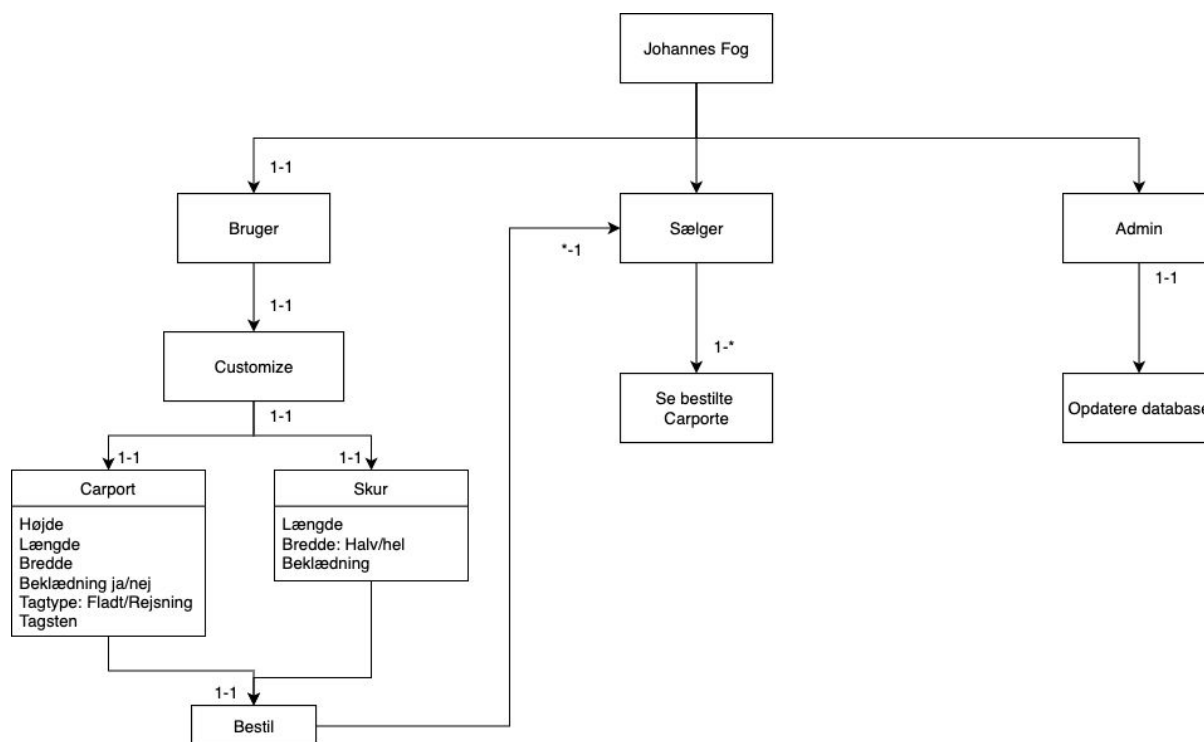 Johannes Fog
1-1
Bruger
Sælger
Admin
*-1
1-1
1-1
Customize
1-*
1-1
Se bestilte
Carporte
Opdatere database
1-1
1-1
Carport
Skur
Højde
Længde
Bredde
Beklædning ja/nej
Tagtype: Fladt/Rejsning
Tagsten
Længde
Bredde: Halv/hel
Beklædning
1-1
Bestil